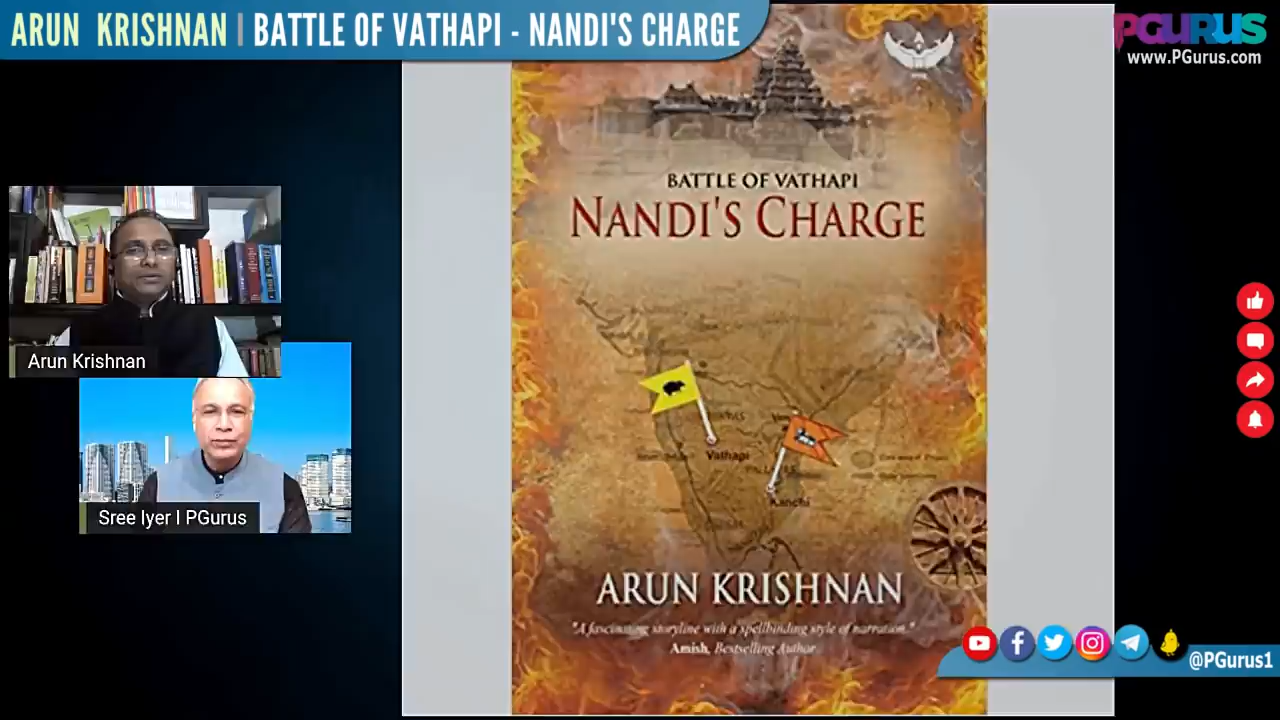 ARUN KRISHNAN | BATTLE OF VATHAPI - NANDI'S CHARGE
PGURUS
www.PGurus.com
BATTLE OF VATHAPI
NANDI'S CHARGE
Arun Krishnan
Sree Iyer I PGurus
Vathapi
Kanchi
ARUN KRISHNAN
"A fascinating storyline with a spellbinding style of narration."
Amish, Bestselling Author
@PGurus1